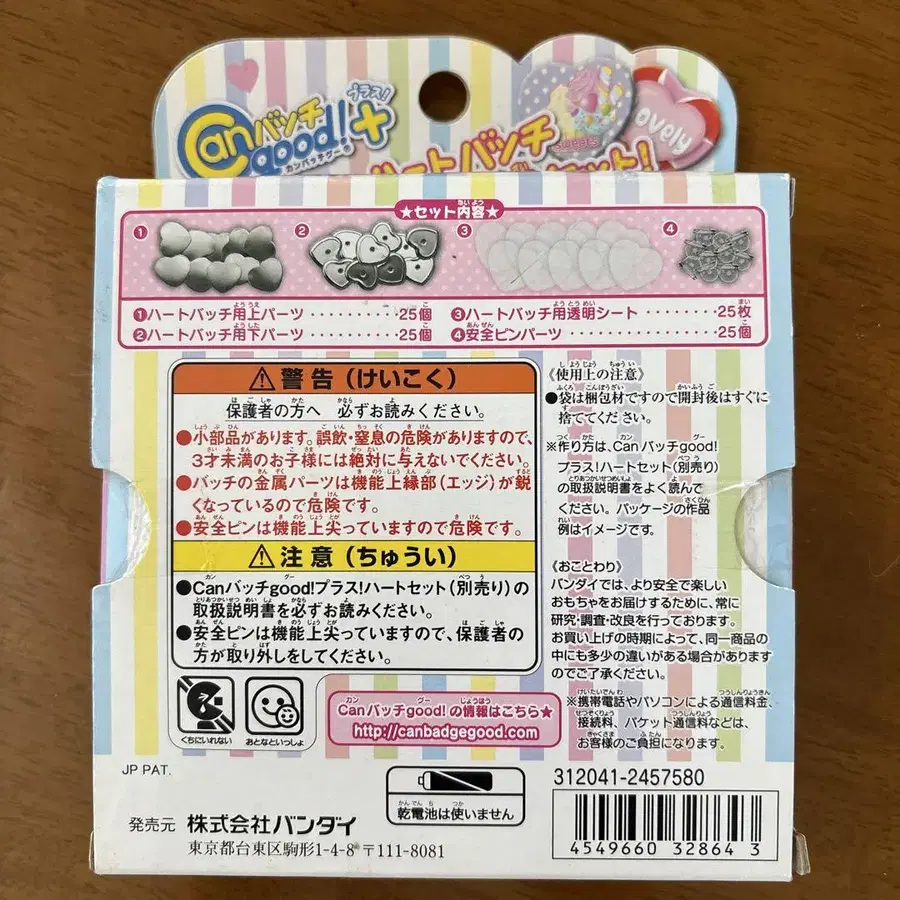 Canバッチgood!プラス!+
カンバッチグー®
ハートバッチ
セット!
Sweets
Lovely
★セット内容★
① ② ③ ④
①ハートバッチ用上パーツ・・・・・・・・・・25個
②ハートバッチ用下パーツ・・・・・・・・・・25個
③ハートバッチ用透明シート・・・・・・・・25枚
④安全ピンパーツ・・・・・・・・・・・・・・・25個
⚠警告(けいこく)
保護者の方へ 必ずお読みください。
●小部品があります。誤飲・窒息の危険がありますので、
3才未満のお子様には絶対に与えないでください。
●バッチの金属パーツは機能上縁部(エッジ)が鋭
くなっているので危険です。
●安全ピンは機能上尖っていますので危険です。
⚠注意(ちゅうい)
●Canバッチgood!プラス!ハートセット(別売り)の
取扱説明書を必ずお読みください。
●安全ピンは機能上尖っていますので、保護者の
方が取り外しをしてください。
くちにいれない
おとなといっしょ
《使用上の注意》
●袋は梱包材ですので開封後はすぐに
捨ててください。
※作り方は、Canバッチgood!
プラス!ハートセット(別売り)
の取扱説明書をよく読んで
ください。パッケージの作品
例はイメージです。
《おことわり》
バンダイでは、より安全で楽しい
おもちゃをお届けするために、常に
研究・調査・改良を行っております。
お買い上げの時期によって、同一商品の
中にも多少の違いがある場合があります
のでご了承ください。
※携帯電話やパソコンによる通信料金、
接続料、パケット通信料などは、
お客様のご負担になります。
Canバッチgood!の情報はこちら★
http://canbadgegood.com
JP PAT.
乾電池は使いません
312041-2457580
発売元 株式会社バンダイ
東京都台東区駒形1-4-8 〒111-8081
4549660 328643